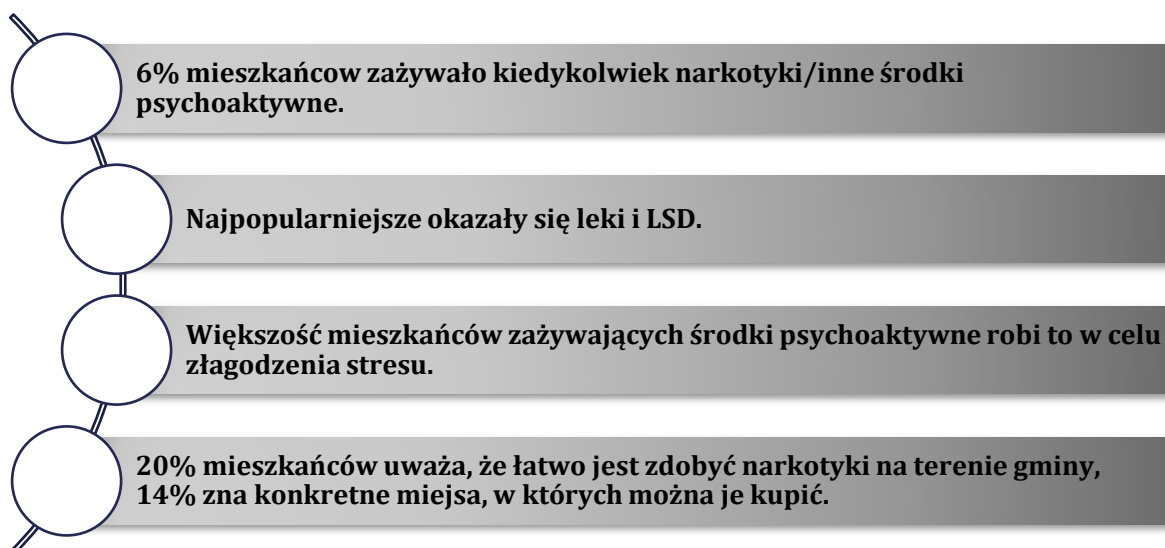 6% mieszkańcow zażywało kiedykolwiek narkotyki/inne środki
psychoaktywne.
Najpopularniejsze okazały się leki i LSD.
Większość mieszkańców zażywających środki psychoaktywne robi to w celu
złagodzenia stresu.
20% mieszkańców uważa, że łatwo jest zdobyć narkotyki na terenie gminy,
14% zna konkretne miejsa, w których można je kupić.